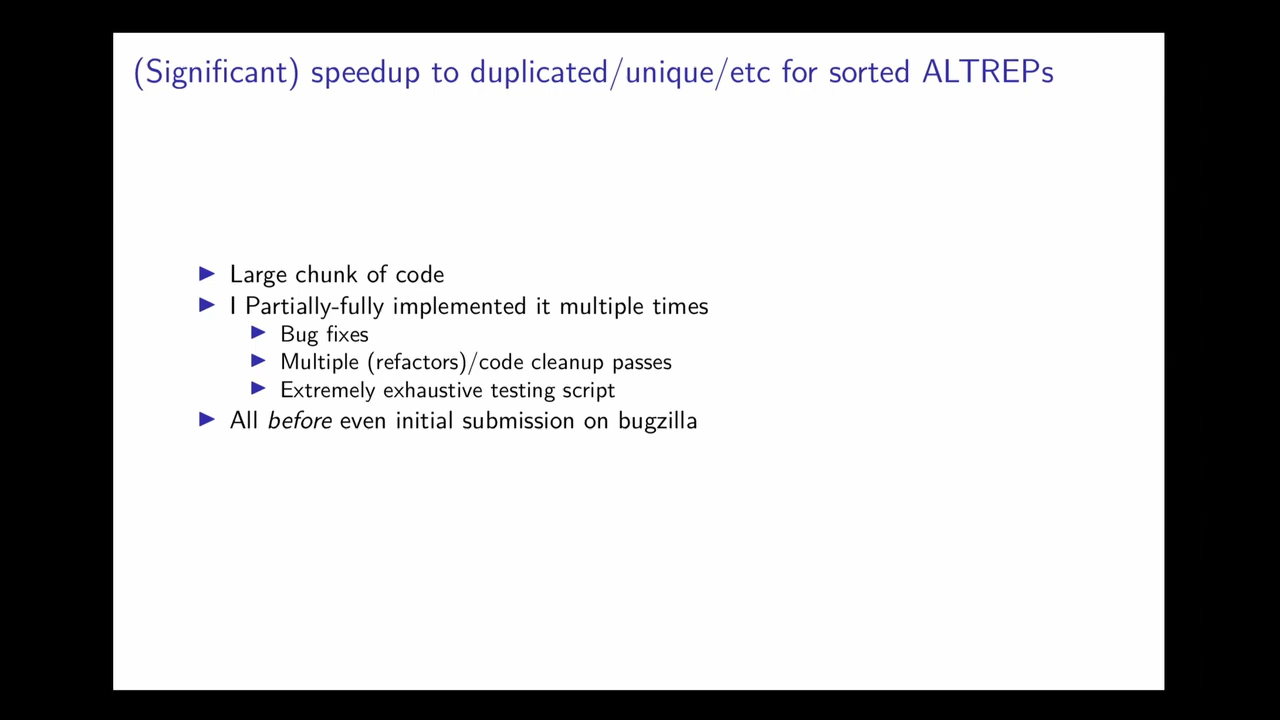 (Significant) speedup to duplicated/unique/etc for sorted ALTREPs
Large chunk of code
I Partially-fully implemented it multiple times
Bug fixes
Multiple (refactors)/code cleanup passes
Extremely exhaustive testing script
All before even initial submission on bugzilla